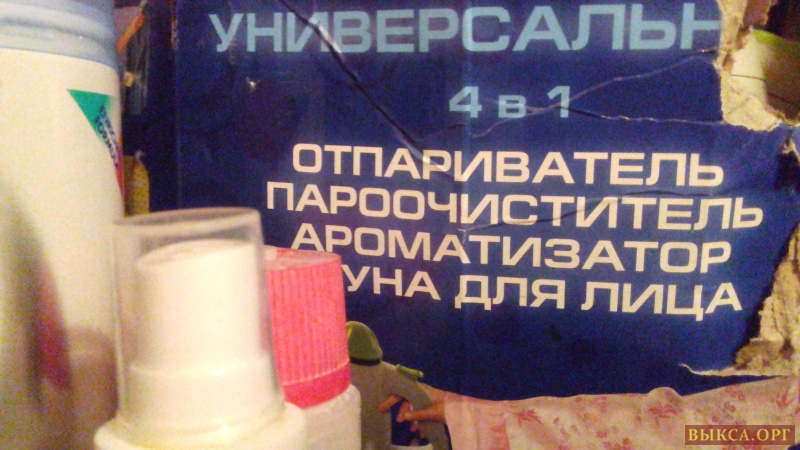 УНИВЕРСАЛЬН
4 в 1
ОТПАРИВАТЕЛЬ
ПАРООЧИСТИТЕЛЬ
АРОМАТИЗАТОР
УНА ДЛЯ ЛИЦА
ВЫКСА.ОРГ